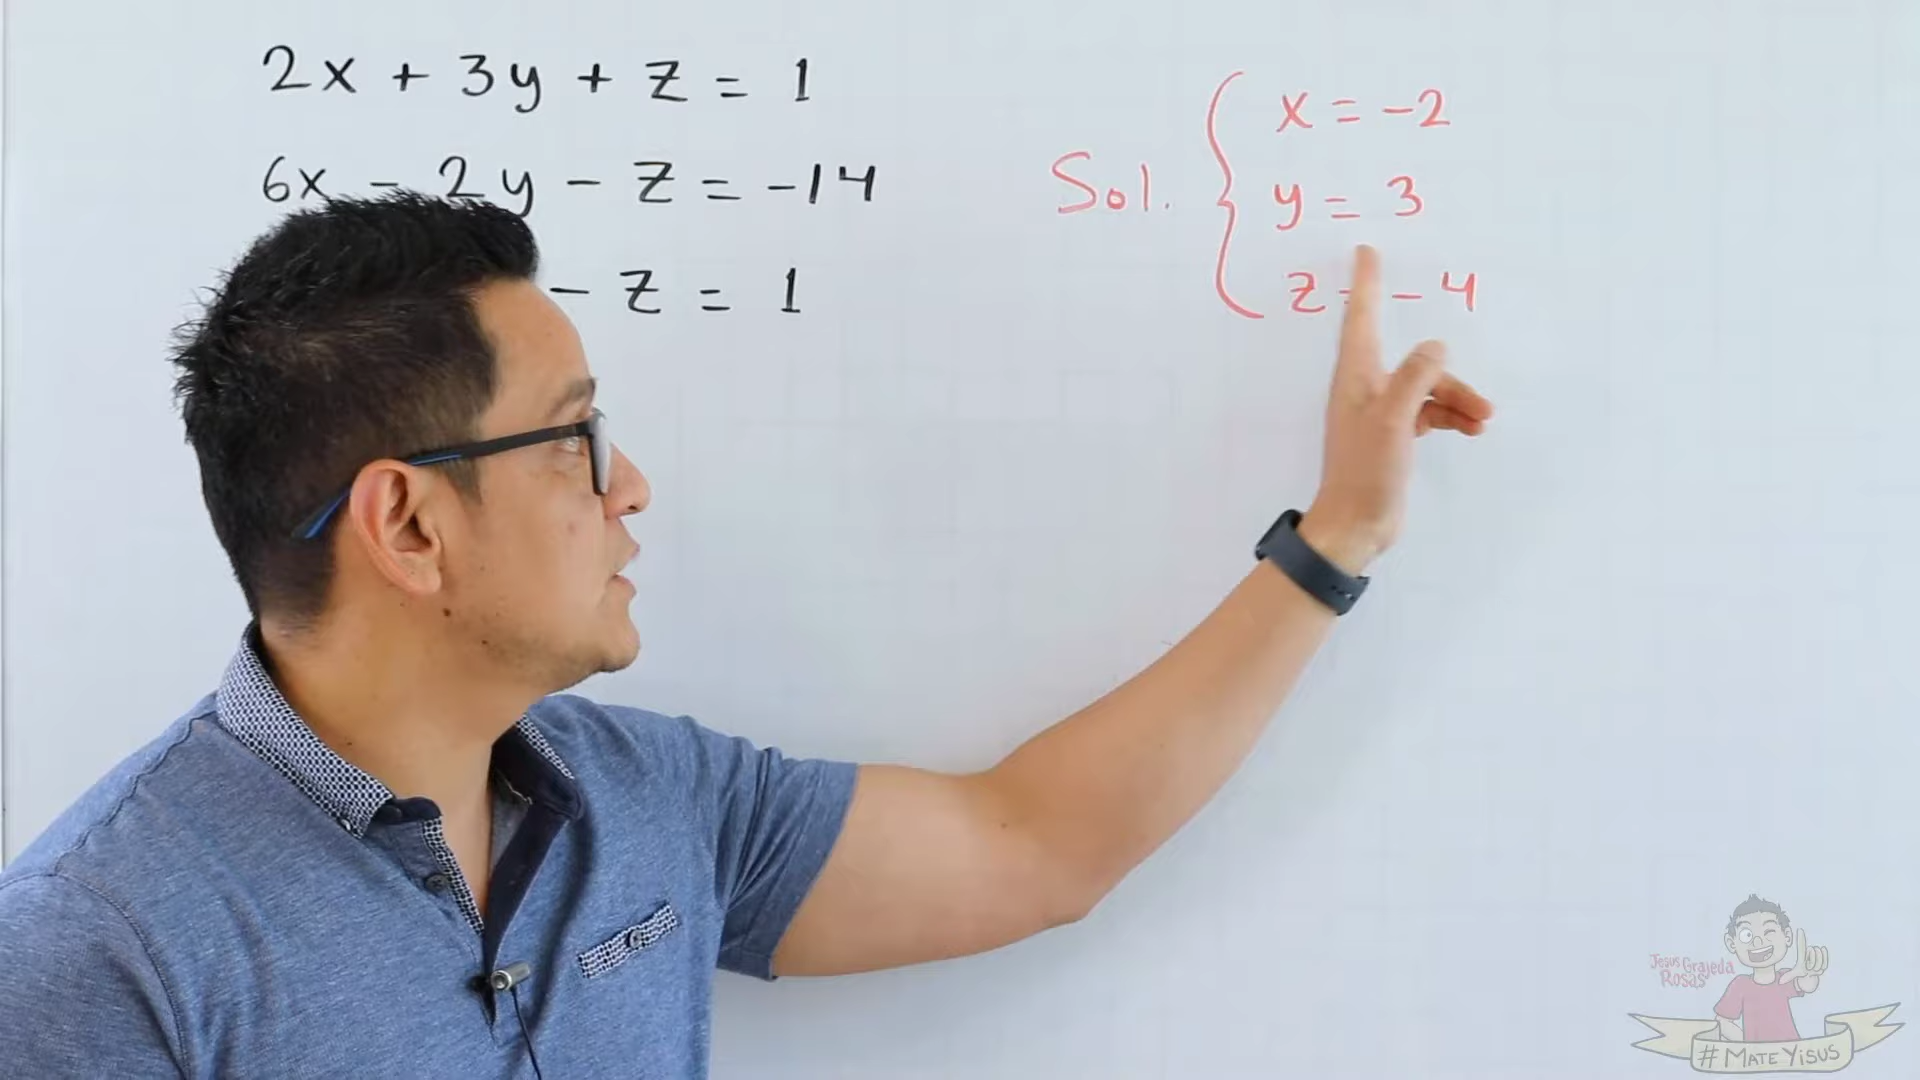 2x + 3y + z = 1
6x - 2y - z = -14
- z = 1
Sol.
x = -2
y = 3
z = - 4
Jesus Grajeda
Rosas
#MATEYISUS